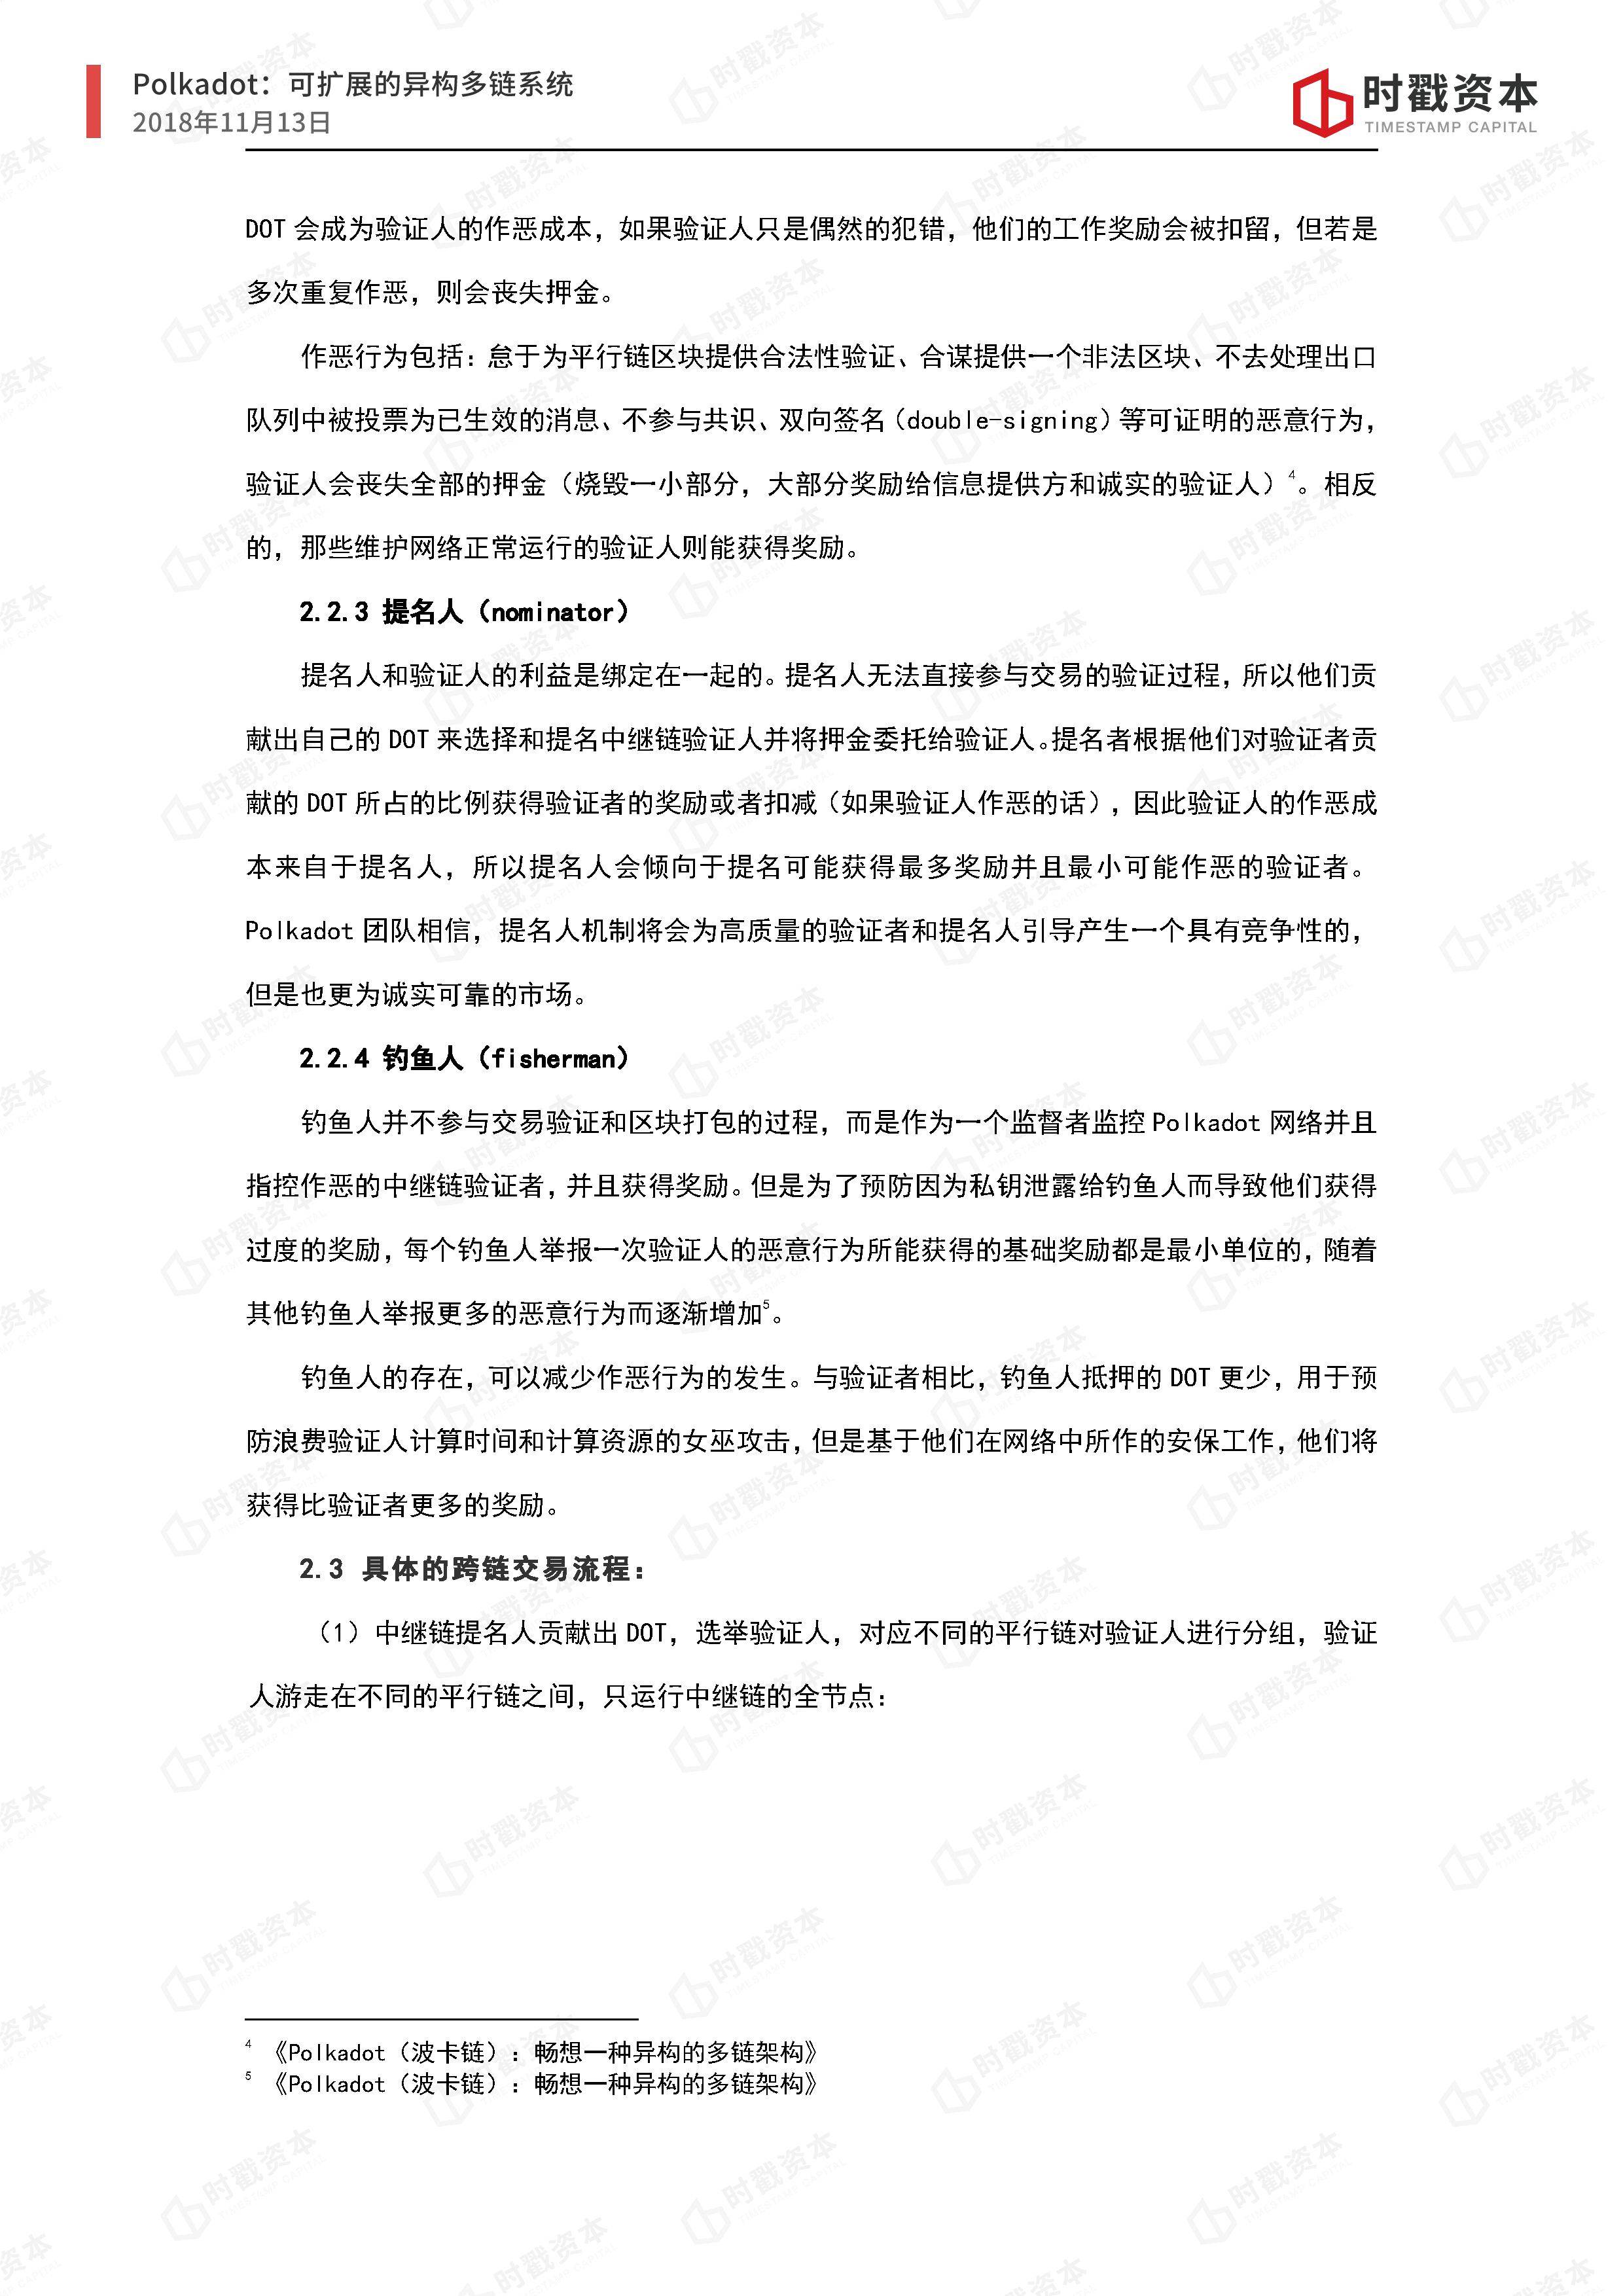 Polkadot：可扩展的异构多链系统
2018年11月13日
时戳资本
TIMESTAMP CAPITAL
DOT 会成为验证人的作恶成本，如果验证人只是偶然的犯错，他们的工作奖励会被扣留，但若是
多次重复作恶，则会丧失押金。
作恶行为包括：怠于为平行链区块提供合法性验证、合谋提供一个非法区块、不去处理出口
队列中被投票为已生效的消息、不参与共识、双向签名（double-signing）等可证明的恶意行为，
验证人会丧失全部的押金（烧毁一小部分，大部分奖励给信息提供方和诚实的验证人）4。相反
的，那些维护网络正常运行的验证人则能获得奖励。
2.2.3 提名人（nominator）
提名人和验证人的利益是绑定在一起的。提名人无法直接参与交易的验证过程，所以他们贡
献出自己的 DOT 来选择和提名中继链验证人并将押金委托给验证人。提名者根据他们对验证者贡
献的 DOT 所占的比例获得验证者的奖励或者扣减（如果验证人作恶的话），因此验证人的作恶成
本来自于提名人，所以提名人会倾向于提名可能获得最多奖励并且最小可能作恶的验证者。
Polkadot 团队相信，提名人机制将会为高质量的验证者和提名人引导产生一个具有竞争性的，
但是也更为诚实可靠的市场。
2.2.4 钓鱼人（fisherman）
钓鱼人并不参与交易验证和区块打包的过程，而是作为一个监督者监控 Polkadot 网络并且
指控作恶的中继链验证者，并且获得奖励。但是为了预防因为私钥泄露给钓鱼人而导致他们获得
过度的奖励，每个钓鱼人举报一次验证人的恶意行为所能获得的基础奖励都是最小单位的，随着
其他钓鱼人举报更多的恶意行为而逐渐增加5。
钓鱼人的存在，可以减少作恶行为的发生。与验证者相比，钓鱼人抵押的 DOT 更少，用于预
防浪费验证人计算时间和计算资源的女巫攻击，但是基于他们在网络中所作的安保工作，他们将
获得比验证者更多的奖励。
2.3 具体的跨链交易流程：
（1）中继链提名人贡献出 DOT，选举验证人，对应不同的平行链对验证人进行分组，验证
人游走在不同的平行链之间，只运行中继链的全节点：
4 《Polkadot（波卡链）：畅想一种异构的多链架构》
5 《Polkadot（波卡链）：畅想一种异构的多链架构》